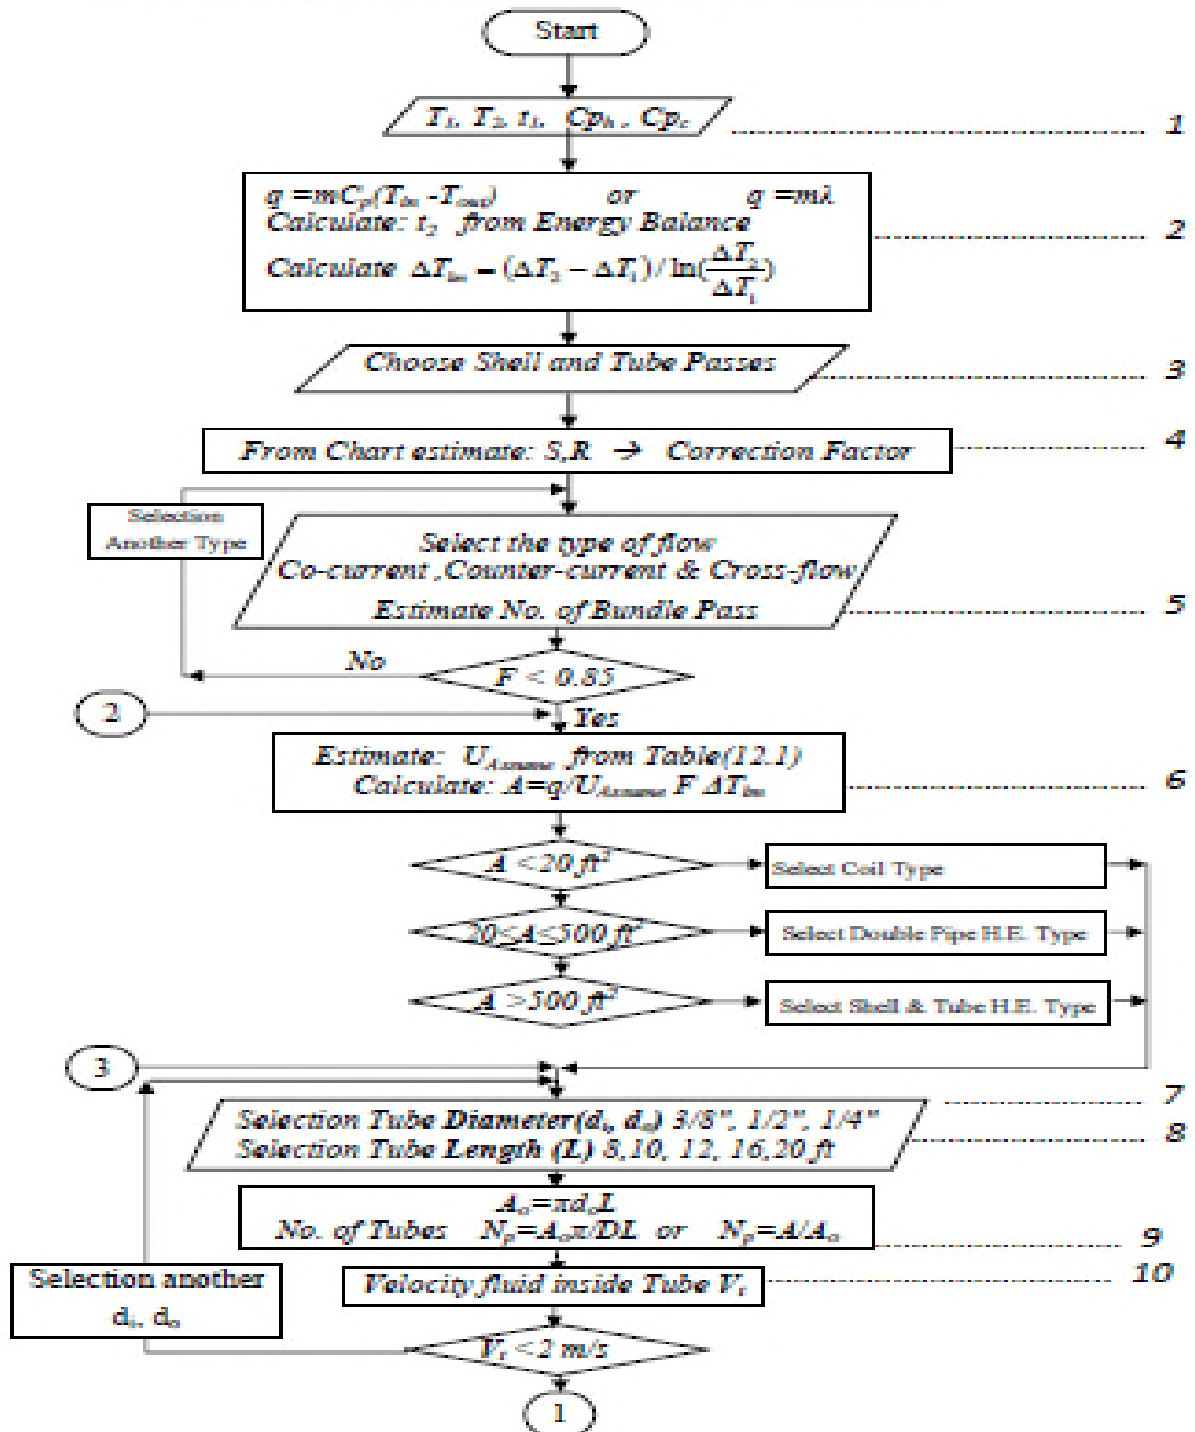 Start
T₁, T₂, t₁, Cpₕ, Cp꜀
1
q =mCₚ(Tᵢₙ -Tₒᵤₜ) or q =mλ
Calculate: t₂ from Energy Balance
2
Calculate ΔTₗₘ = (ΔT₂ − ΔT₁)/ln(ΔT₂/ΔT₁)
Choose Shell and Tube Passes
3
From Chart estimate: S,R → Correction Factor
4
Selection
Another Type
Select the type of flow
Co-current ,Counter-current & Cross-flow
Estimate No. of Bundle Pass
5
No
F < 0.85
2
Yes
Estimate: U_Assume from Table(12.1)
Calculate: A=q/U_Assume F ΔTₗₘ
6
A <20 ft²
Select Coil Type
20≤A≤500 ft²
Select Double Pipe H.E. Type
A >500 ft²
Select Shell & Tube H.E. Type
3
7
Selection Tube Diameter(dᵢ, dₒ) 3/8", 1/2", 1/4"
Selection Tube Length (L) 8,10, 12, 16,20 ft
8
Aₒ=πdₒL
No. of Tubes Nₚ=Aₒπ/DL or Nₚ=A/Aₒ
9
Selection another
dᵢ, dₒ
Velocity fluid inside Tube Vₜ
10
Vₜ <2 m/s
1